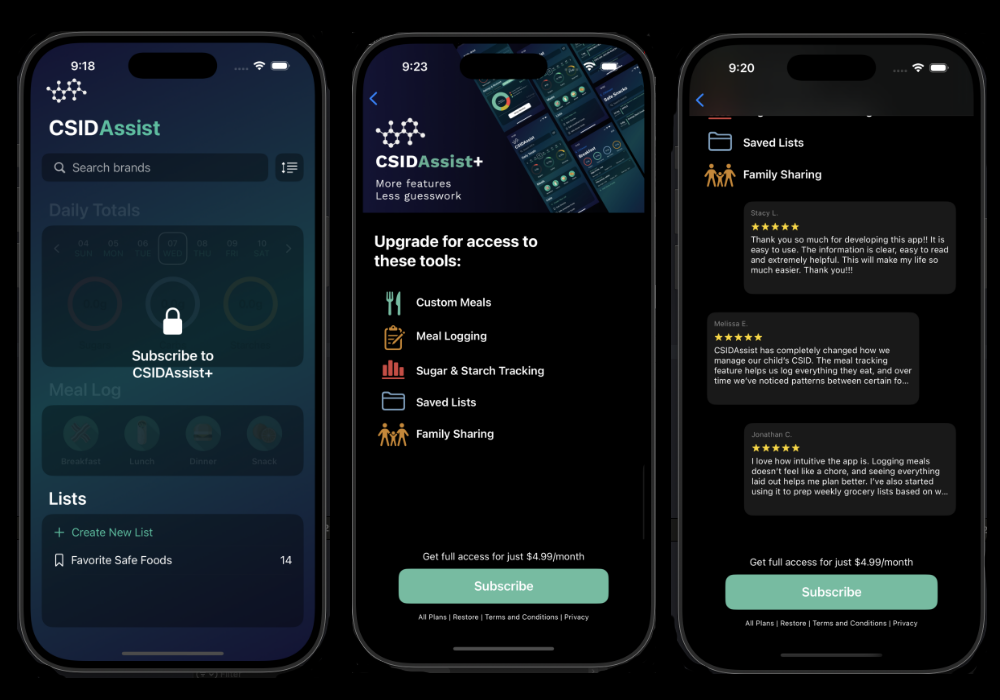 9:18
CSIDAssist
Search brands
Daily Totals
04 05 06 07 08 09 10
SUN MON TUE WED THU FRI SAT
Subscribe to
CSIDAssist+
Meal Log
Breakfast Lunch Dinner Snack
Lists
+ Create New List
Favorite Safe Foods 14
9:23
CSIDAssist+
More features
Less guesswork
Upgrade for access to
these tools:
Custom Meals
Meal Logging
Sugar & Starch Tracking
Saved Lists
Family Sharing
Get full access for just $4.99/month
Subscribe
All Plans | Restore | Terms and Conditions | Privacy
9:20
Saved Lists
Family Sharing
Stacy L.
Thank you so much for developing this app!! It is
easy to use. The information is clear, easy to read
and extremely helpful. This will make my life so
much easier. Thank you!!!
Melissa E.
CSIDAssist has completely changed how we
manage our child's CSID. The meal tracking
feature helps us log everything they eat, and over
time we've noticed patterns between certain fo...
Jonathan C.
I love how intuitive the app is. Logging meals
doesn't feel like a chore, and seeing everything
laid out helps me plan better. I've also started
using it to prep weekly grocery lists based on w...
Get full access for just $4.99/month
Subscribe
All Plans | Restore | Terms and Conditions | Privacy